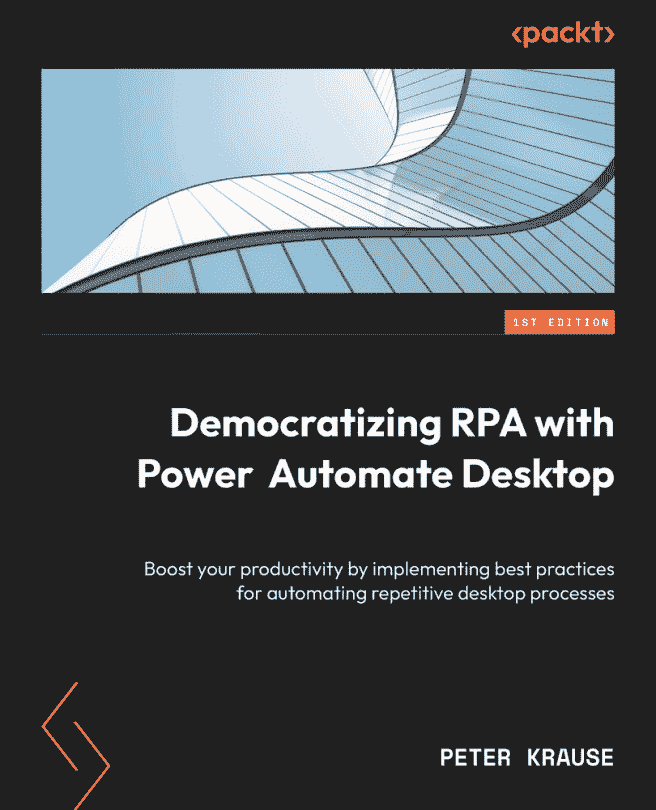 <packt>
1ST EDITION
Democratizing RPA with
Power Automate Desktop
Boost your productivity by implementing best practices
for automating repetitive desktop processes
PETER KRAUSE